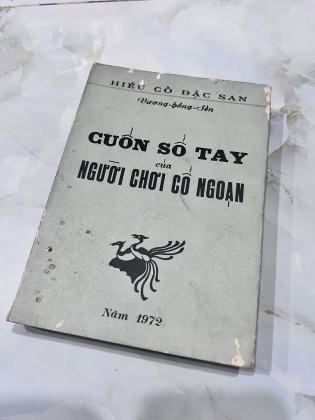 HIẾU CỔ ĐẶC SAN
Vương-hồng-Sển
CUỐN SỔ TAY
của
NGƯỜI CHƠI CỔ NGOẠN
Năm 1972